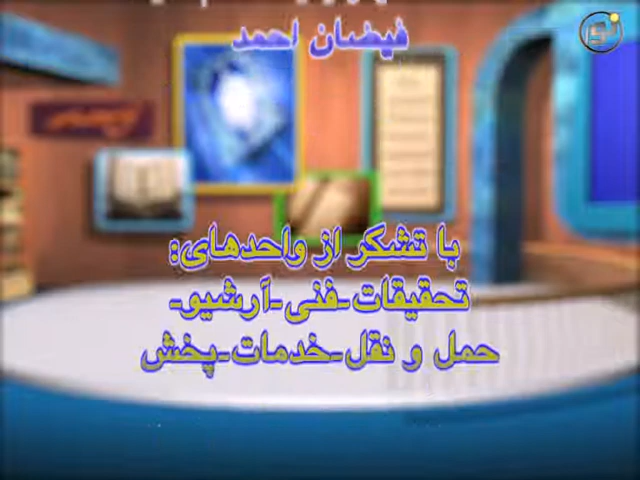 فیضان احمد
با تشکر از واحدهای:
تحقیقات-فنی-آرشیو-
حمل و نقل-خدمات-پخش